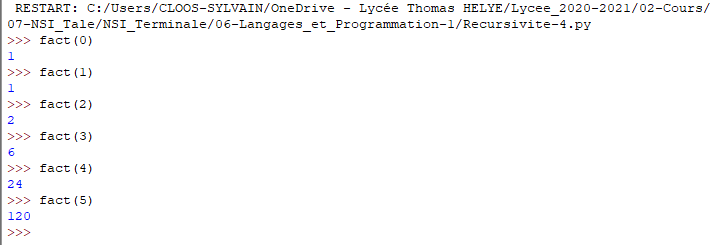 RESTART: C:/Users/CLOOS-SYLVAIN/OneDrive - Lycée Thomas HELYE/Lycee_2020-2021/02-Cours/
07-NSI_Tale/NSI_Terminale/06-Langages_et_Programmation-1/Recursivite-4.py
>>> fact(0)
1
>>> fact(1)
1
>>> fact(2)
2
>>> fact(3)
6
>>> fact(4)
24
>>> fact(5)
120
>>>